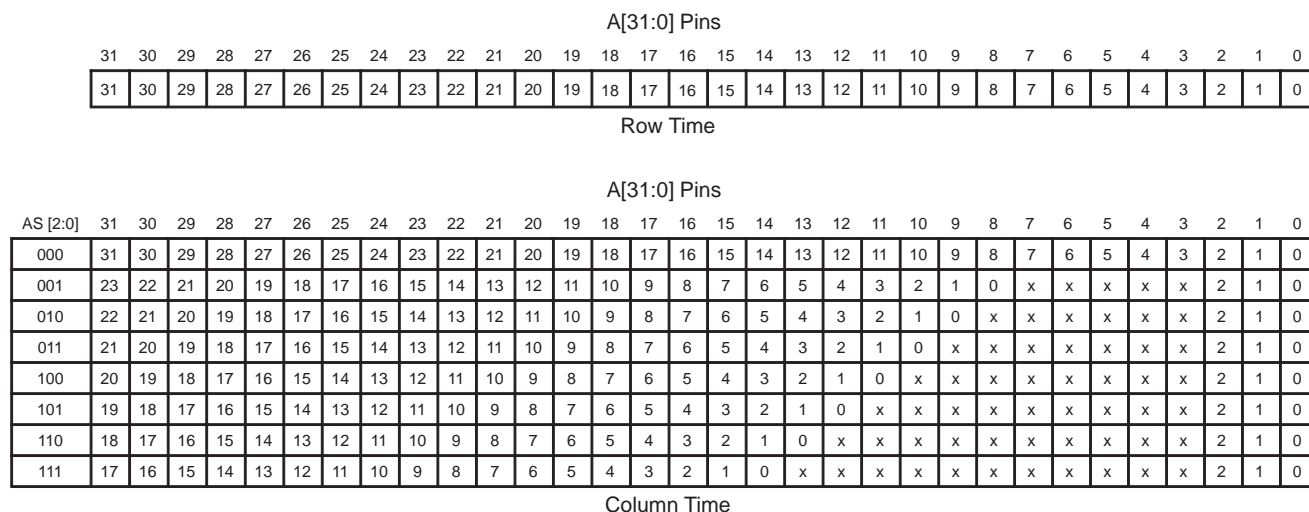 A[31:0] Pins
31 30 29 28 27 26 25 24 23 22 21 20 19 18 17 16 15 14 13 12 11 10 9 8 7 6 5 4 3 2 1 0
31 30 29 28 27 26 25 24 23 22 21 20 19 18 17 16 15 14 13 12 11 10 9 8 7 6 5 4 3 2 1 0
Row Time
A[31:0] Pins
AS [2:0] 31 30 29 28 27 26 25 24 23 22 21 20 19 18 17 16 15 14 13 12 11 10 9 8 7 6 5 4 3 2 1 0
000 31 30 29 28 27 26 25 24 23 22 21 20 19 18 17 16 15 14 13 12 11 10 9 8 7 6 5 4 3 2 1 0
001 23 22 21 20 19 18 17 16 15 14 13 12 11 10 9 8 7 6 5 4 3 2 1 0 x x x x x 2 1 0
010 22 21 20 19 18 17 16 15 14 13 12 11 10 9 8 7 6 5 4 3 2 1 0 x x x x x x 2 1 0
011 21 20 19 18 17 16 15 14 13 12 11 10 9 8 7 6 5 4 3 2 1 0 x x x x x x x 2 1 0
100 20 19 18 17 16 15 14 13 12 11 10 9 8 7 6 5 4 3 2 1 0 x x x x x x x x 2 1 0
101 19 18 17 16 15 14 13 12 11 10 9 8 7 6 5 4 3 2 1 0 x x x x x x x x x 2 1 0
110 18 17 16 15 14 13 12 11 10 9 8 7 6 5 4 3 2 1 0 x x x x x x x x x x 2 1 0
111 17 16 15 14 13 12 11 10 9 8 7 6 5 4 3 2 1 0 x x x x x x x x x x x 2 1 0
Column Time